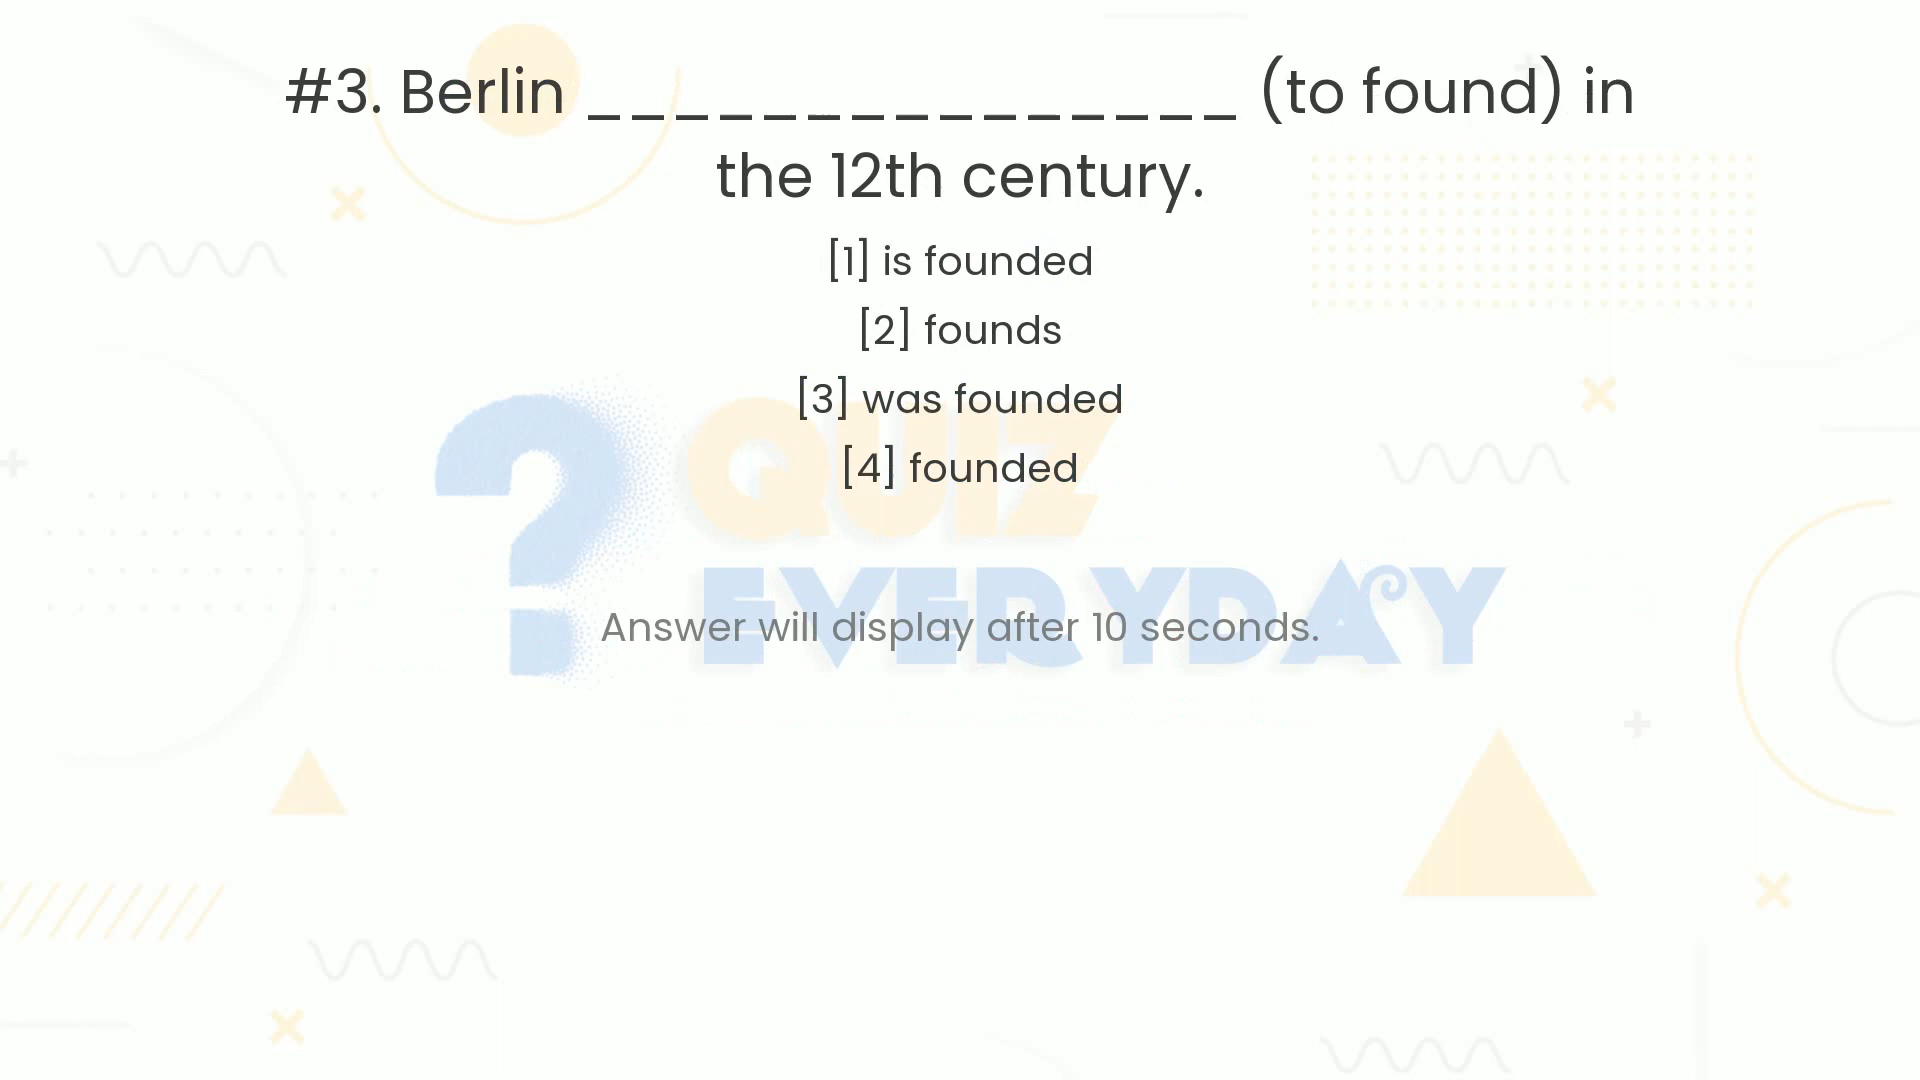 #3. Berlin _______________ (to found) in
the 12th century.
[1] is founded
[2] founds
[3] was founded
[4] founded
QUIZ
EVERYDAY
Answer will display after 10 seconds.